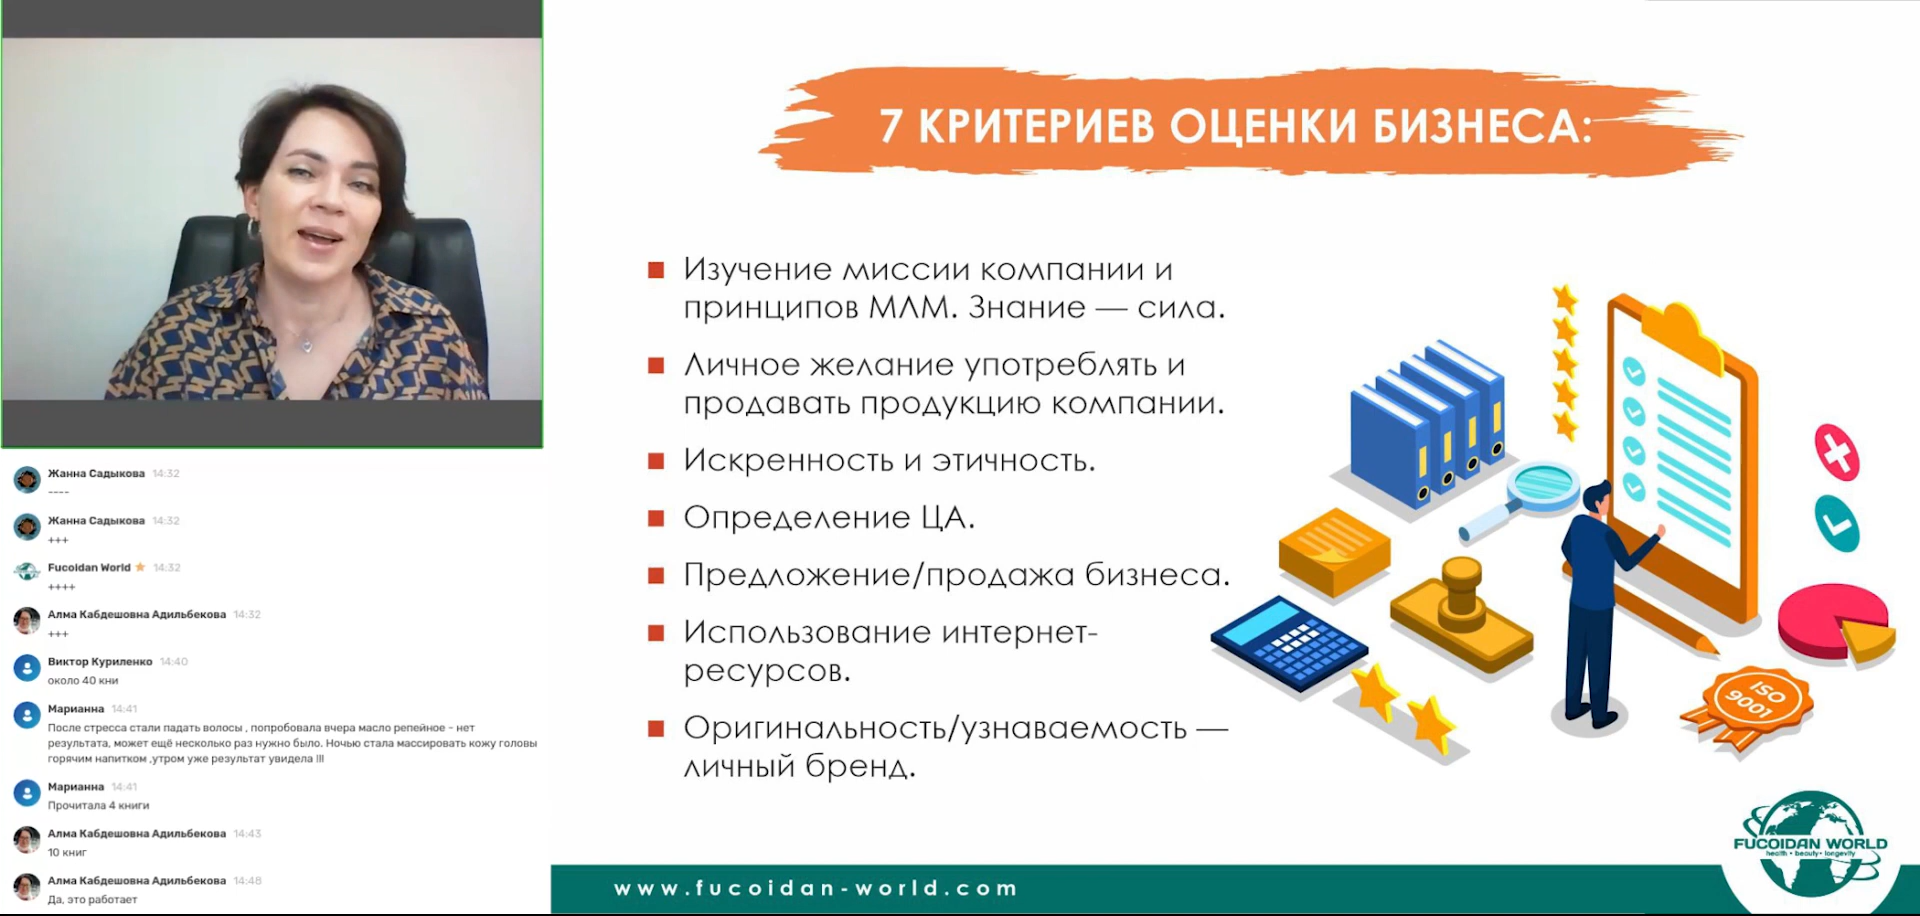 7 КРИТЕРИЕВ ОЦЕНКИ БИЗНЕСА:
Изучение миссии компании и
принципов МЛМ. Знание — сила.
Личное желание употреблять и
продавать продукцию компании.
Искренность и этичность.
Определение ЦА.
Предложение/продажа бизнеса.
Использование интернет-
ресурсов.
Оригинальность/узнаваемость —
личный бренд.
ISO
9001
FUCOIDAN WORLD
health • beauty • longevity
www.fucoidan-world.com
Жанна Садыкова 14:32
----
Жанна Садыкова 14:32
+++
Fucoidan World 14:32
++++
Алма Кабдешовна Адильбекова 14:32
+++
Виктор Куриленко 14:40
около 40 кни
Марианна 14:41
После стресса стали падать волосы , попробовала вчера масло репейное - нет
результата, может ещё несколько раз нужно было. Ночью стала массировать кожу головы
горячим напитком ,утром уже результат увидела !!!
Марианна 14:41
Прочитала 4 книги
Алма Кабдешовна Адильбекова 14:43
10 книг
Алма Кабдешовна Адильбекова 14:48
Да, это работает